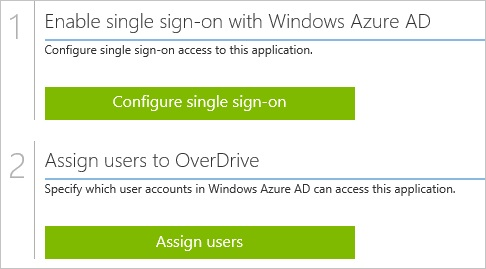 1
Enable single sign-on with Windows Azure AD
Configure single sign-on access to this application.
Configure single sign-on
2
Assign users to OverDrive
Specify which user accounts in Windows Azure AD can access this application.
Assign users